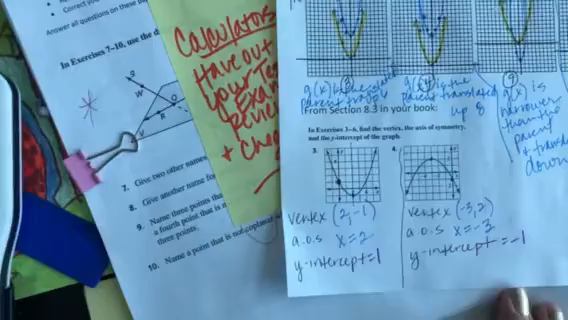 Correct you
Answer all questions on these
In Exercises 7–10, use the d
W
O
R
V
7. Give two other names
8. Give another name for
9. Name three points tha
a fourth point that is n
three points.
10. Name a point that is not coplanar
Calculators
Have out
your
Exam
Review
+ Che
g(x) is
parent
g(x) is the
parent translated
up 8
g(x) is
narrower
than the
parent
down
From Section 8.3 in your book:
In Exercises 3–6, find the vertex, the axis of symmetry,
and the y-intercept of the graph.
3.
vertex (2, -1)
a.o.s x=2
y-intercept=1
4.
vertex (-3, 2)
a.o.s x=-3
y-intercept=-1